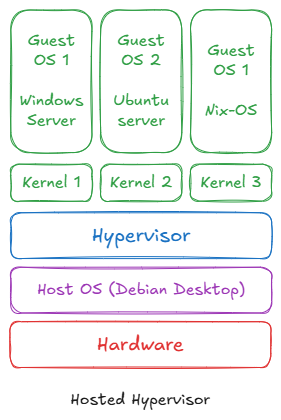 Guest
OS 1
Windows
Server
Guest
OS 2
Ubuntu
server
Guest
OS 1
Nix-OS
Kernel 1
Kernel 2
Kernel 3
Hypervisor
Host OS (Debian Desktop)
Hardware
Hosted Hypervisor